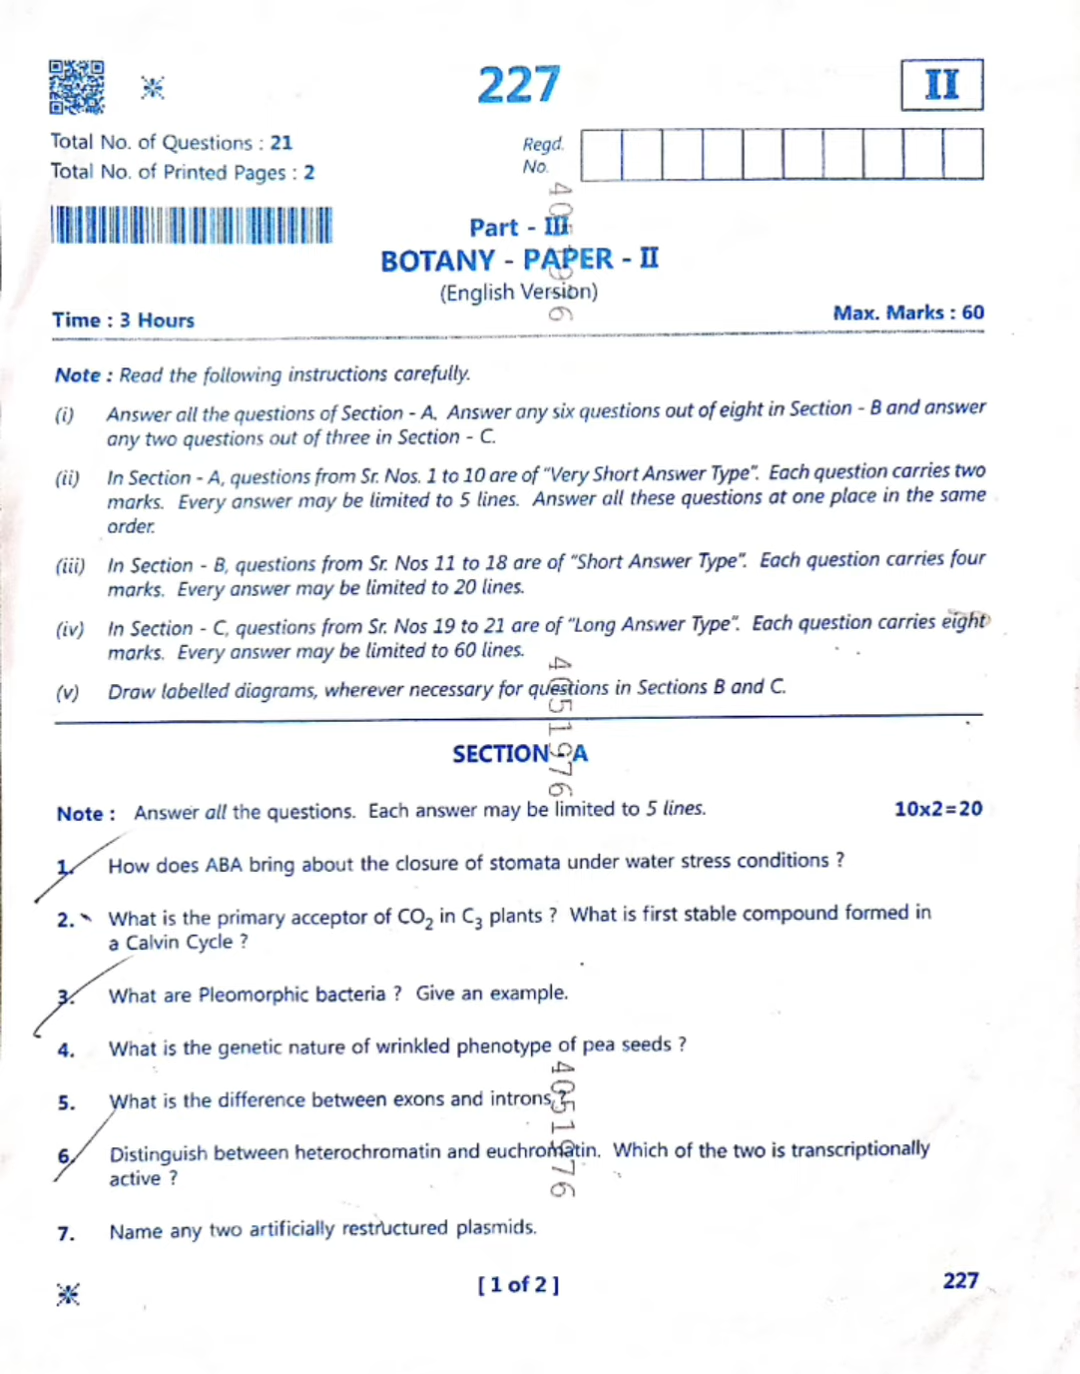 227
II
Total No. of Questions : 21
Total No. of Printed Pages : 2
Regd.
No.
Part - III
BOTANY - PAPER - II
(English Version)
Time : 3 Hours
Max. Marks : 60
Note : Read the following instructions carefully.
(i) Answer all the questions of Section - A. Answer any six questions out of eight in Section - B and answer
any two questions out of three in Section - C.
(ii) In Section - A, questions from Sr. Nos. 1 to 10 are of "Very Short Answer Type". Each question carries two
marks. Every answer may be limited to 5 lines. Answer all these questions at one place in the same
order.
(iii) In Section - B, questions from Sr. Nos 11 to 18 are of "Short Answer Type". Each question carries four
marks. Every answer may be limited to 20 lines.
(iv) In Section - C, questions from Sr. Nos 19 to 21 are of "Long Answer Type". Each question carries eight
marks. Every answer may be limited to 60 lines.
(v) Draw labelled diagrams, wherever necessary for questions in Sections B and C.
4051976
SECTION - A
Note : Answer all the questions. Each answer may be limited to 5 lines. 10x2=20
1. How does ABA bring about the closure of stomata under water stress conditions ?
2. What is the primary acceptor of CO₂ in C₃ plants ? What is first stable compound formed in
a Calvin Cycle ?
3. What are Pleomorphic bacteria ? Give an example.
4. What is the genetic nature of wrinkled phenotype of pea seeds ?
5. What is the difference between exons and introns ?
4051976
6. Distinguish between heterochromatin and euchromatin. Which of the two is transcriptionally
active ?
7. Name any two artificially restructured plasmids.
[ 1 of 2 ]
227